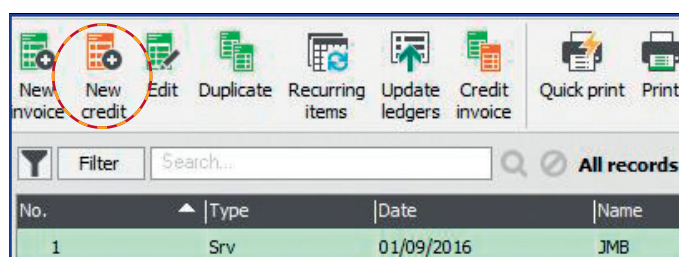 New invoice New credit Edit Duplicate Recurring items Update ledgers Credit invoice Quick print Print
Filter Search... All records
No. Type Date Name
1 Srv 01/09/2016 JMB